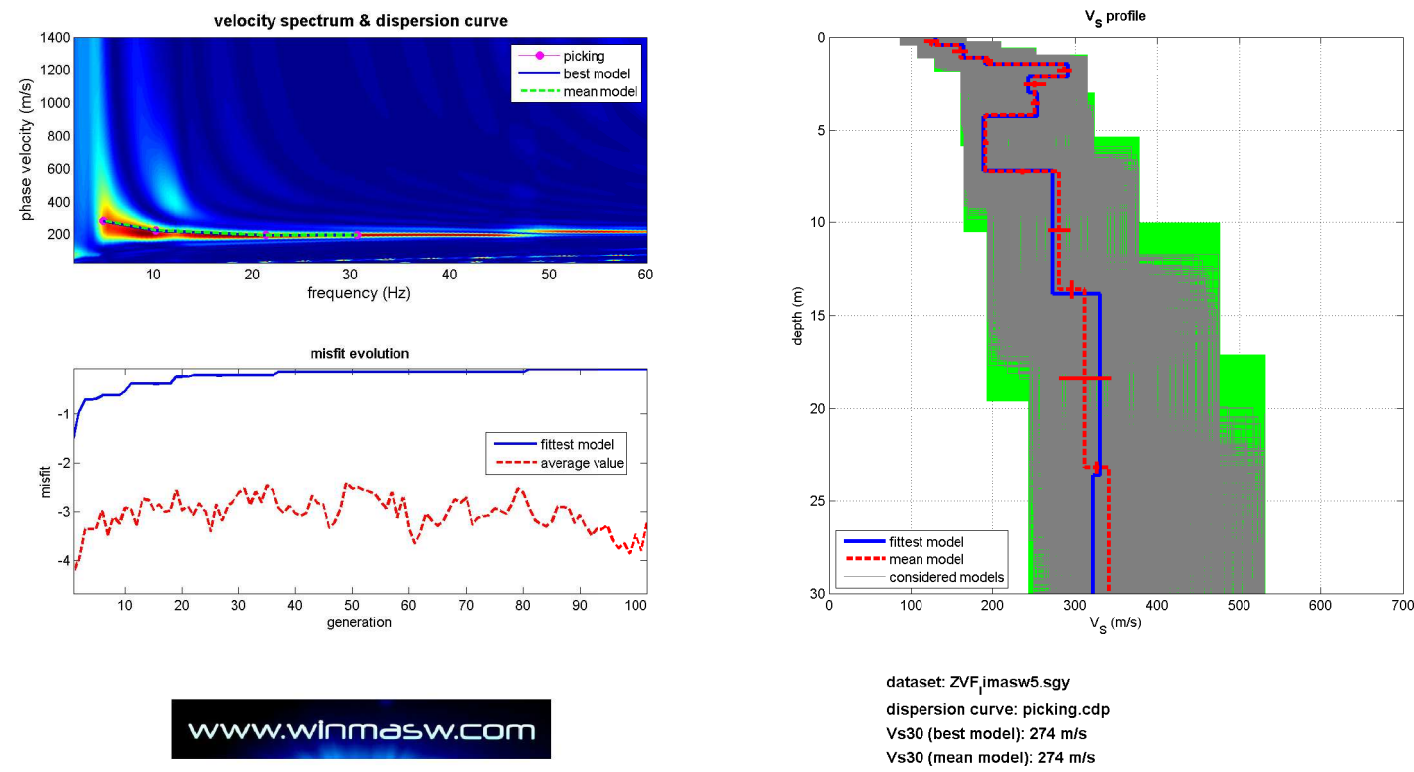 velocity spectrum & dispersion curve
1400
1200
1000
800
600
400
200
phase velocity (m/s)
picking
best model
mean model
10
20
30
40
50
60
frequency (Hz)
misfit evolution
-1
-2
-3
-4
misfit
fittest model
average value
10
20
30
40
50
60
70
80
90
100
generation
www.winmasw.com
VS profile
0
5
10
15
20
25
30
depth (m)
fittest model
mean model
considered models
0
100
200
300
400
500
600
700
VS (m/s)
dataset: ZVFlimasw5.sgy
dispersion curve: picking.cdp
Vs30 (best model): 274 m/s
Vs30 (mean model): 274 m/s